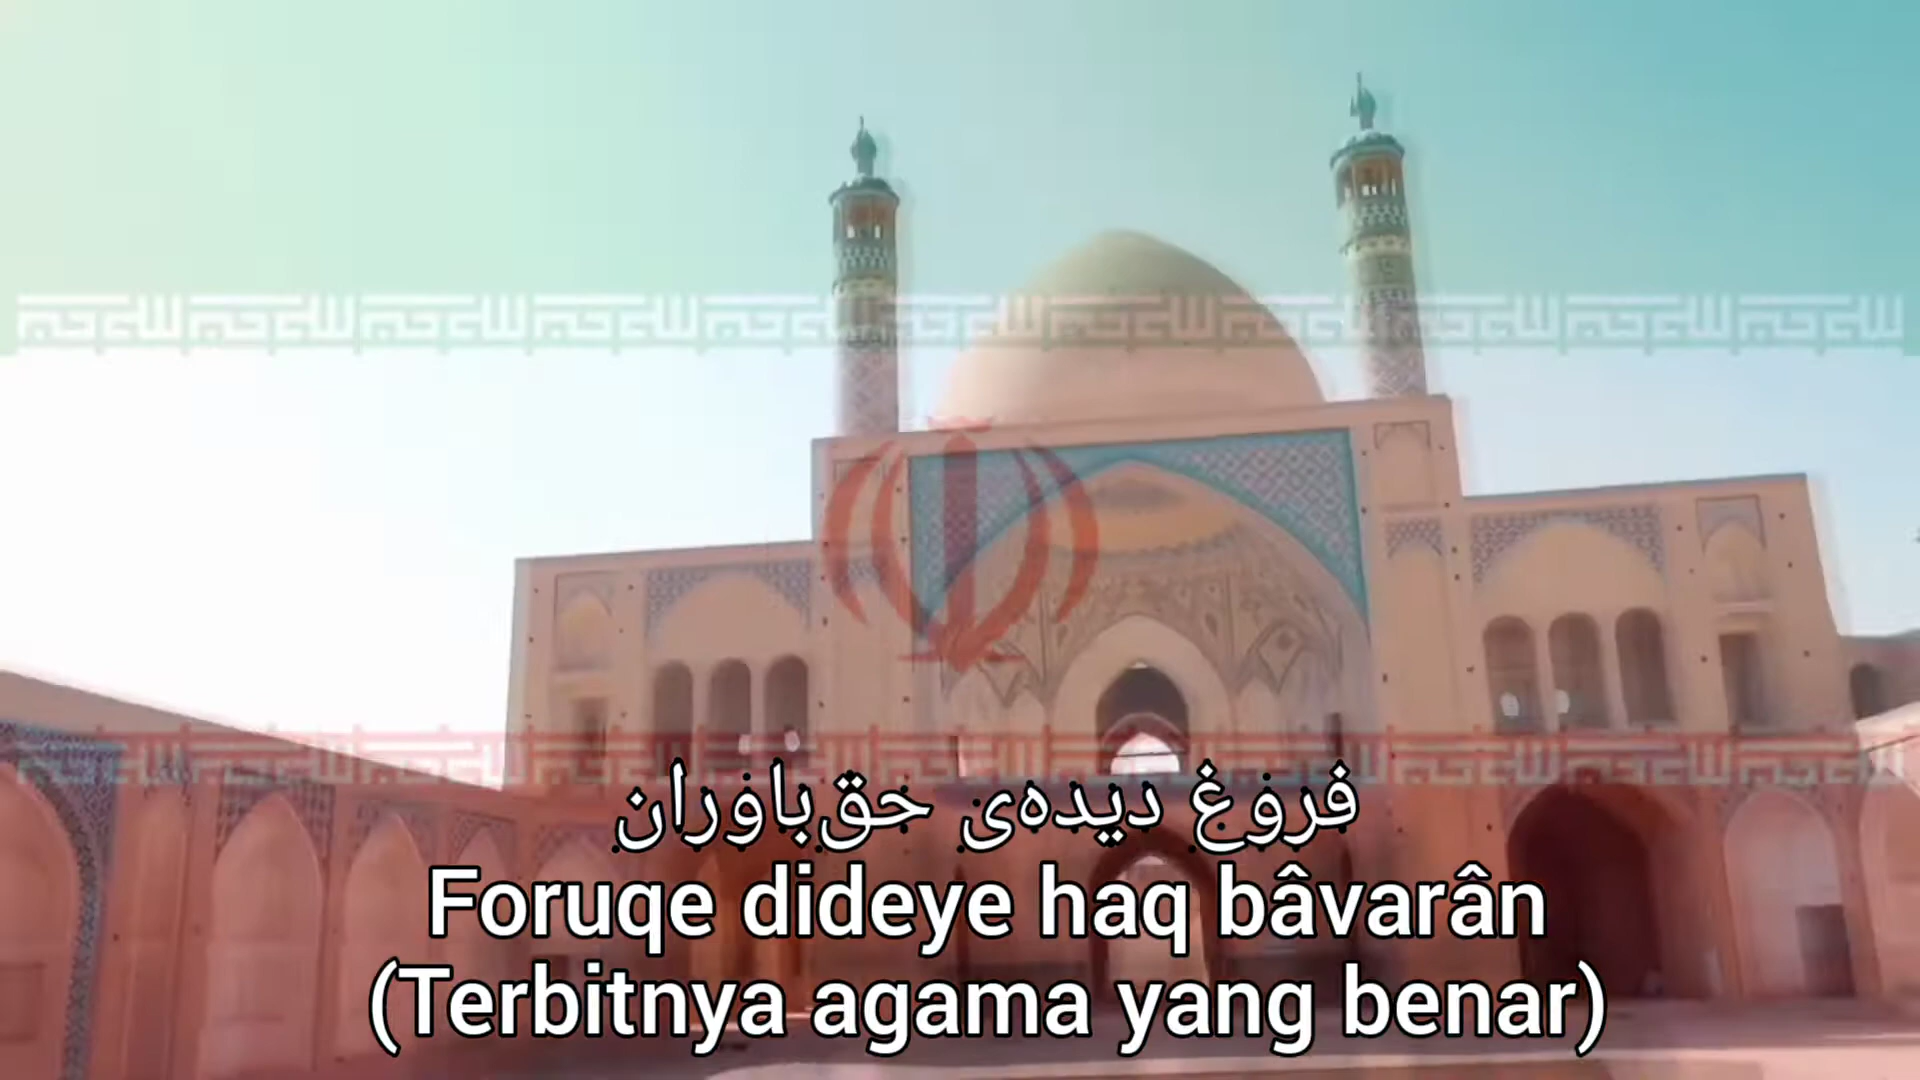 فروغ دیده‌ی حق‌باوران
Foruqe dideye haq bâvarân
(Terbitnya agama yang benar)